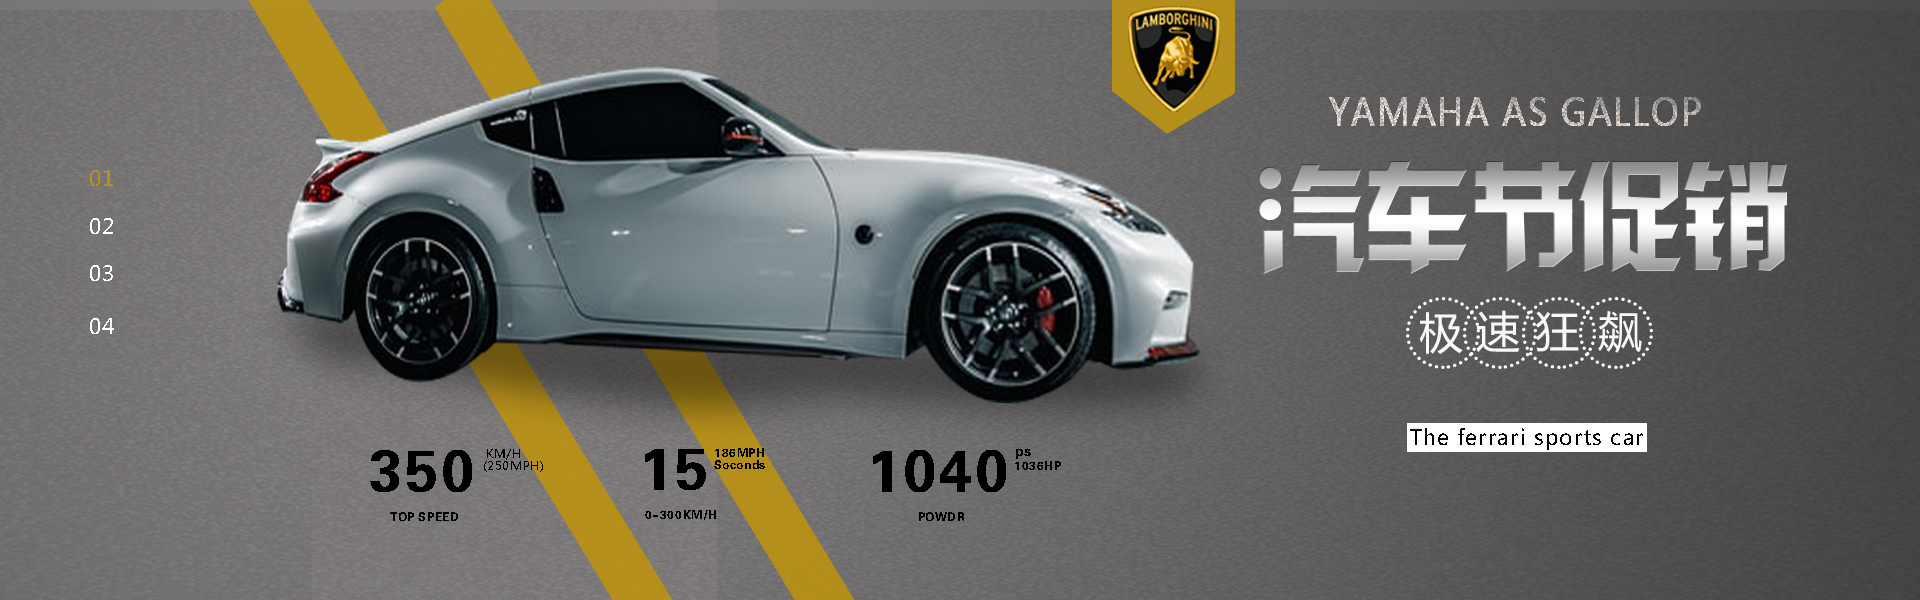 LAMBORGHINI
YAMAHA AS GALLOP
汽车节促销
极速狂飙
The ferrari sports car
01
02
03
04
350 KM/H
(250MPH)
TOP SPEED
15 186MPH
Soconds
0-300KM/H
1040 ps
1036HP
POWDR